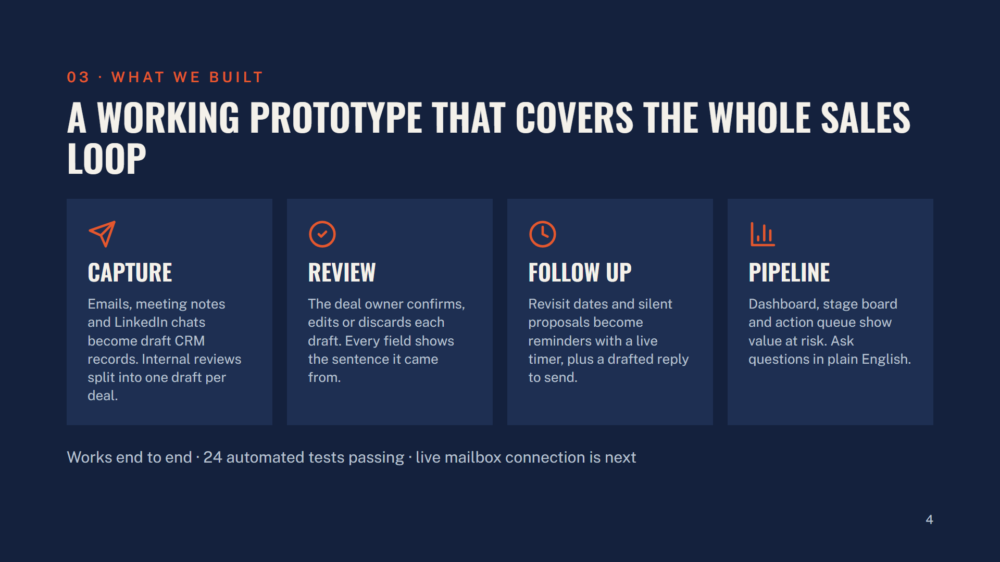 03 · WHAT WE BUILT
A WORKING PROTOTYPE THAT COVERS THE WHOLE SALES
LOOP
CAPTURE
Emails, meeting notes
and LinkedIn chats
become draft CRM
records. Internal reviews
split into one draft per
deal.
REVIEW
The deal owner confirms,
edits or discards each
draft. Every field shows
the sentence it came
from.
FOLLOW UP
Revisit dates and silent
proposals become
reminders with a live
timer, plus a drafted reply
to send.
PIPELINE
Dashboard, stage board
and action queue show
value at risk. Ask
questions in plain English.
Works end to end · 24 automated tests passing · live mailbox connection is next
4